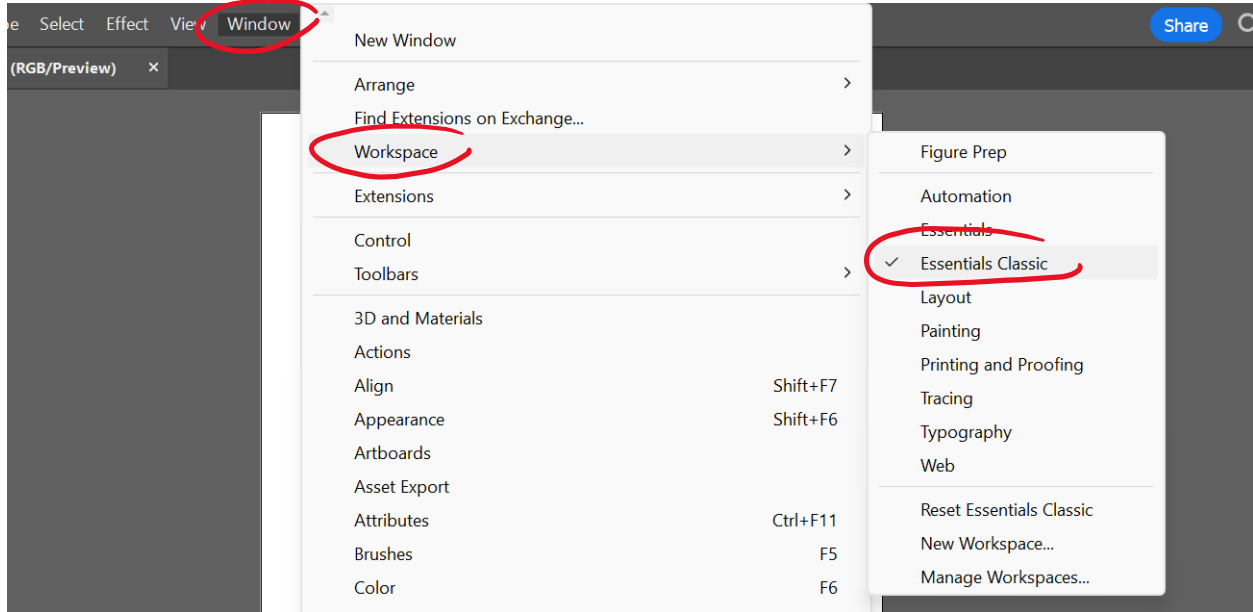 Select Effect View Window Share
(RGB/Preview) ×
New Window
Arrange
Find Extensions on Exchange...
Workspace
Extensions
Control
Toolbars
3D and Materials
Actions
Align Shift+F7
Appearance Shift+F6
Artboards
Asset Export
Attributes Ctrl+F11
Brushes F5
Color F6
Figure Prep
Automation
Essentials
Essentials Classic
Layout
Painting
Printing and Proofing
Tracing
Typography
Web
Reset Essentials Classic
New Workspace...
Manage Workspaces...